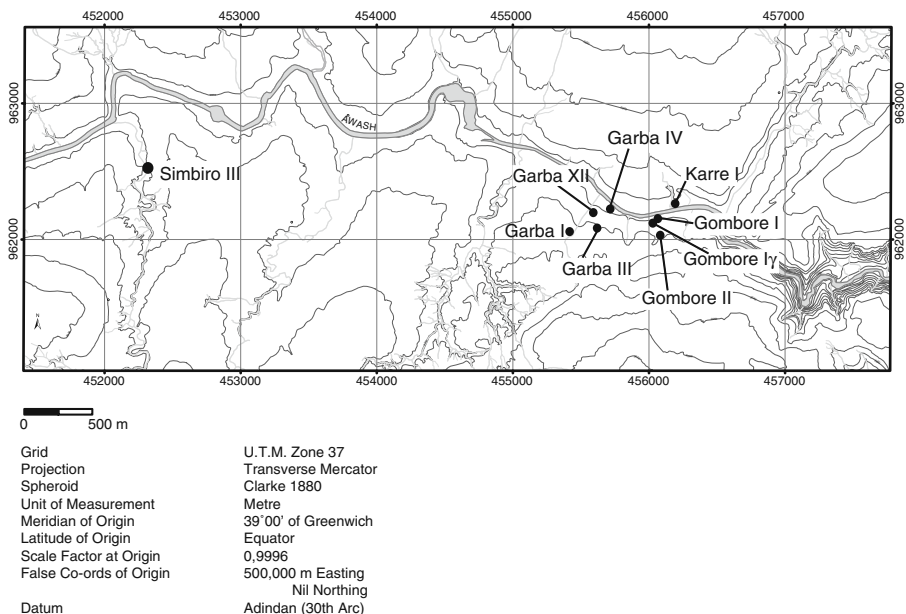 452000 453000 454000 455000 456000 457000
963000 963000
AWASH
Garba IV
Simbiro III
Garba XII
Karre I
Gombore I
Garba I
962000 962000
Gombore Iγ
Garba III
Gombore II
N
452000 453000 454000 455000 456000 457000
0 500 m
Grid U.T.M. Zone 37
Projection Transverse Mercator
Spheroid Clarke 1880
Unit of Measurement Metre
Meridian of Origin 39°00' of Greenwich
Latitude of Origin Equator
Scale Factor at Origin 0,9996
False Co-ords of Origin 500,000 m Easting
Nil Northing
Datum Adindan (30th Arc)